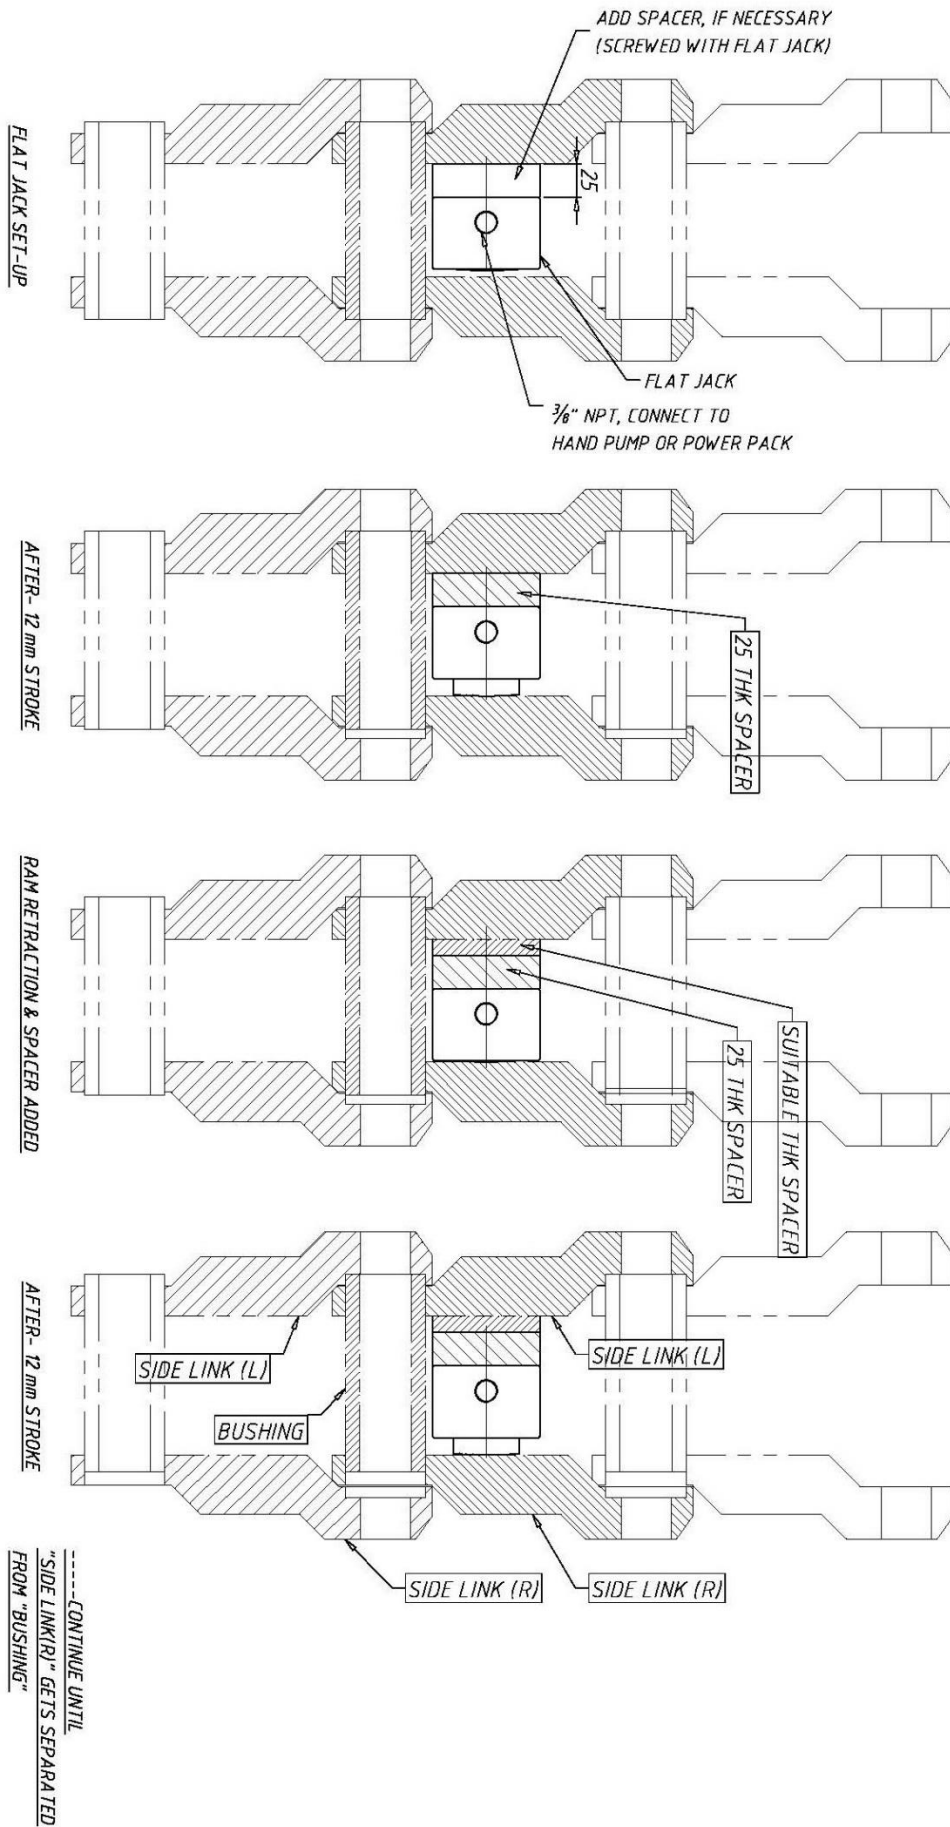 ADD SPACER, IF NECESSARY
(SCREWED WITH FLAT JACK)
25
FLAT JACK
3/8" NPT, CONNECT TO
HAND PUMP OR POWER PACK
FLAT JACK SET-UP
25 THK SPACER
AFTER- 12 mm STROKE
SUITABLE THK SPACER
25 THK SPACER
RAM RETRACTION & SPACER ADDED
SIDE LINK (L)
SIDE LINK (L)
BUSHING
SIDE LINK (R)
SIDE LINK (R)
AFTER- 12 mm STROKE
------CONTINUE UNTIL
"SIDE LINK(R)" GETS SEPARATED
FROM "BUSHING"